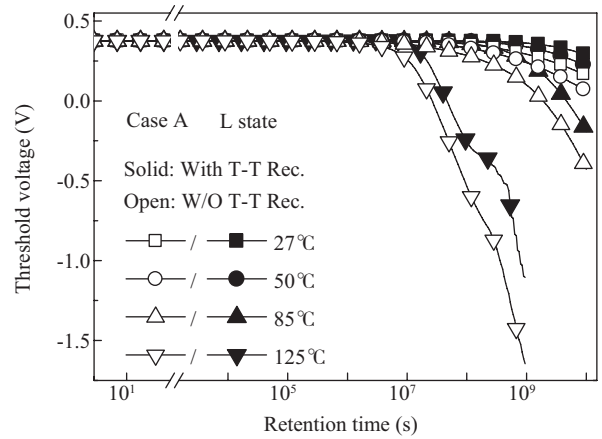 0.5
0.0
-0.5
-1.0
-1.5
Threshold voltage (V)
Case A L state
Solid: With T-T Rec.
Open: W/O T-T Rec.
/ 27℃
/ 50℃
/ 85℃
/ 125℃
10¹ 10⁵ 10⁷ 10⁹
Retention time (s)